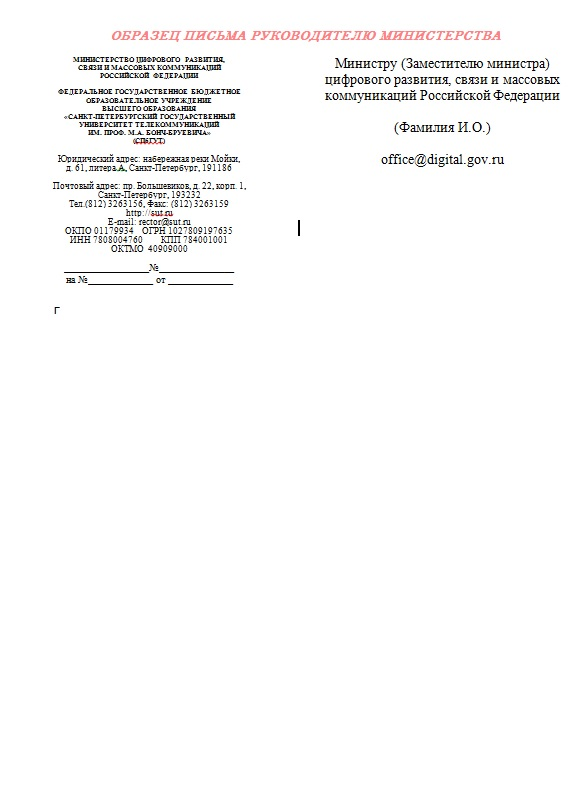 ОБРАЗЕЦ ПИСЬМА РУКОВОДИТЕЛЮ МИНИСТЕРСТВА
МИНИСТЕРСТВО ЦИФРОВОГО РАЗВИТИЯ,
СВЯЗИ И МАССОВЫХ КОММУНИКАЦИЙ
РОССИЙСКОЙ ФЕДЕРАЦИИ
ФЕДЕРАЛЬНОЕ ГОСУДАРСТВЕННОЕ БЮДЖЕТНОЕ
ОБРАЗОВАТЕЛЬНОЕ УЧРЕЖДЕНИЕ
ВЫСШЕГО ОБРАЗОВАНИЯ
«САНКТ-ПЕТЕРБУРГСКИЙ ГОСУДАРСТВЕННЫЙ
УНИВЕРСИТЕТ ТЕЛЕКОММУНИКАЦИЙ
ИМ. ПРОФ. М.А. БОНЧ-БРУЕВИЧА»
(СПбГУТ)
Юридический адрес: набережная реки Мойки,
д. 61, литера А, Санкт-Петербург, 191186
Почтовый адрес: пр. Большевиков, д. 22, корп. 1,
Санкт-Петербург, 193232
Тел.(812) 3263156, Факс: (812) 3263159
http://sut.ru
E-mail: rector@sut.ru
ОКПО 01179934 ОГРН 1027809197635
ИНН 7808004760 КПП 784001001
ОКТМО 40909000
_________________№_______________
на №_____________ от _____________
Министру (Заместителю министра)
цифрового развития, связи и массовых
коммуникаций Российской Федерации
(Фамилия И.О.)
office@digital.gov.ru